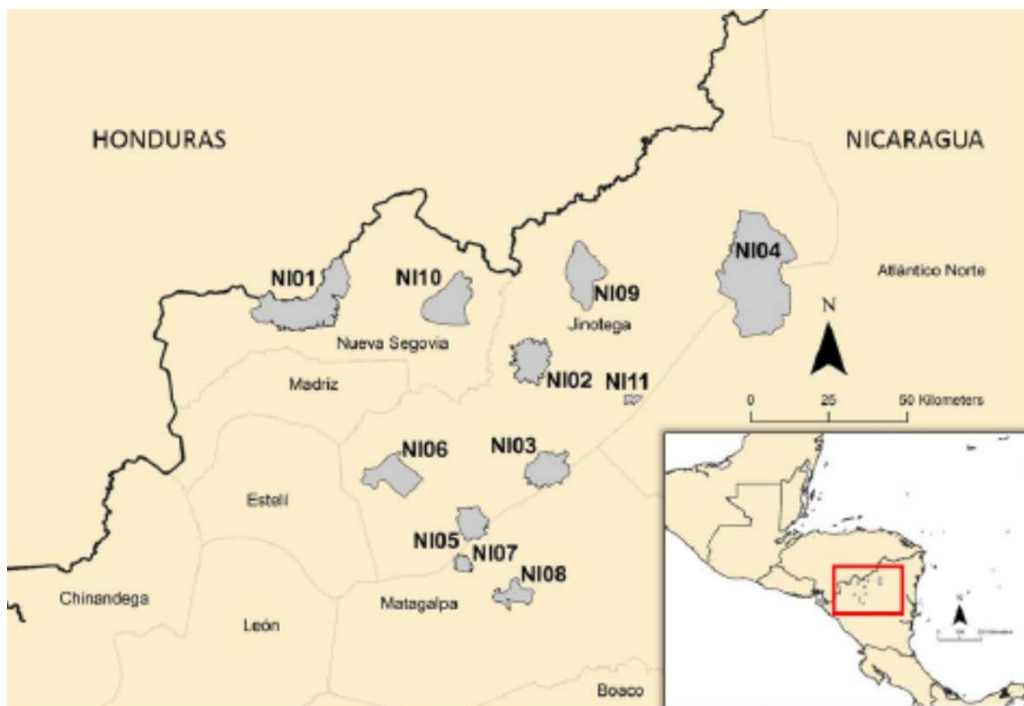 HONDURAS
NICARAGUA
NI04
NI01
NI10
Atlántico Norte
NI09
N
Jinotega
Nueva Segovia
NI02
NI11
Madriz
0 25 50 Kilometers
NI06
NI03
Estelí
NI05
NI07
NI08
Chinandega
Matagalpa
León
Boaco
N